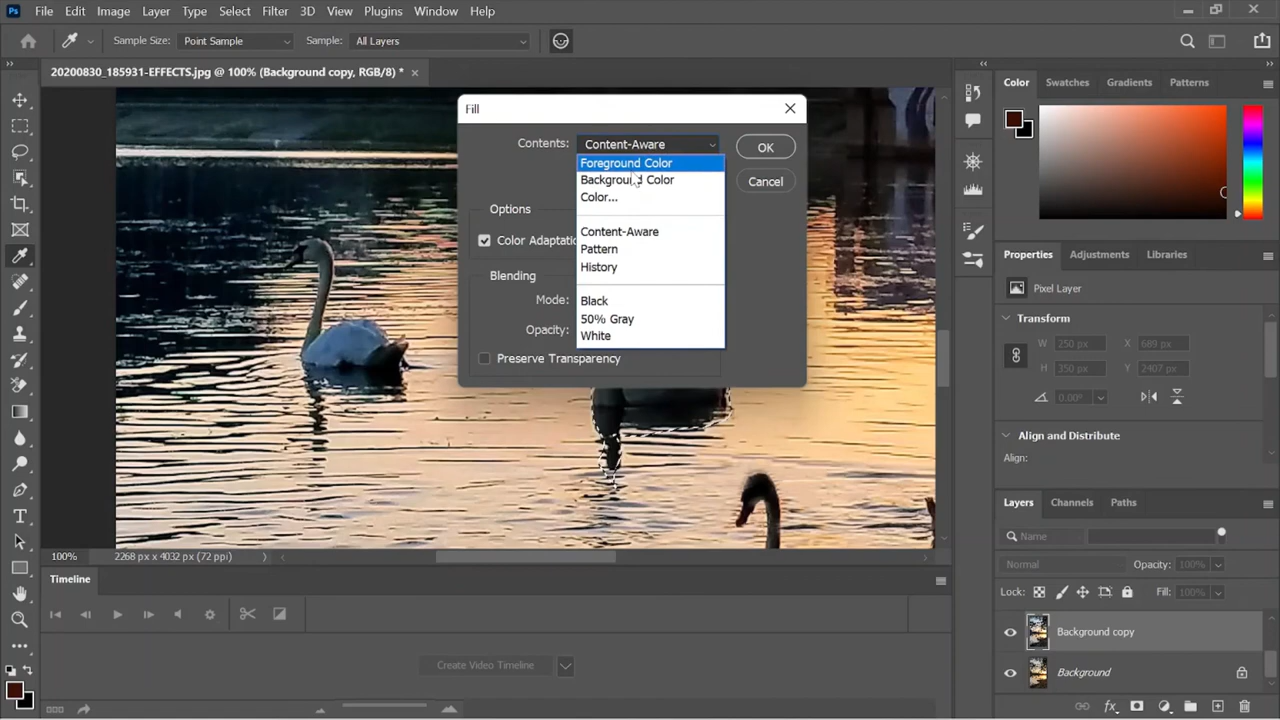 Ps File Edit Image Layer Type Select Filter 3D View Plugins Window Help
Sample Size: Point Sample Sample: All Layers
20200830_185931-EFFECTS.jpg @ 100% (Background copy, RGB/8) *
Fill
Contents: Content-Aware
OK
Foreground Color
Background Color
Cancel
Color...
Options
Color Adaptatio
Content-Aware
Pattern
History
Blending
Mode:
Black
50% Gray
Opacity:
White
Preserve Transparency
Color Swatches Gradients Patterns
Properties Adjustments Libraries
Pixel Layer
Transform
W 250 px X 689 px
H 350 px Y 2407 px
0.00°
Align and Distribute
Align:
Layers Channels Paths
Name
Normal Opacity: 100%
Lock: Fill: 100%
Background copy
Background
fx
100% 2268 px x 4032 px (72 ppi)
Timeline
Create Video Timeline